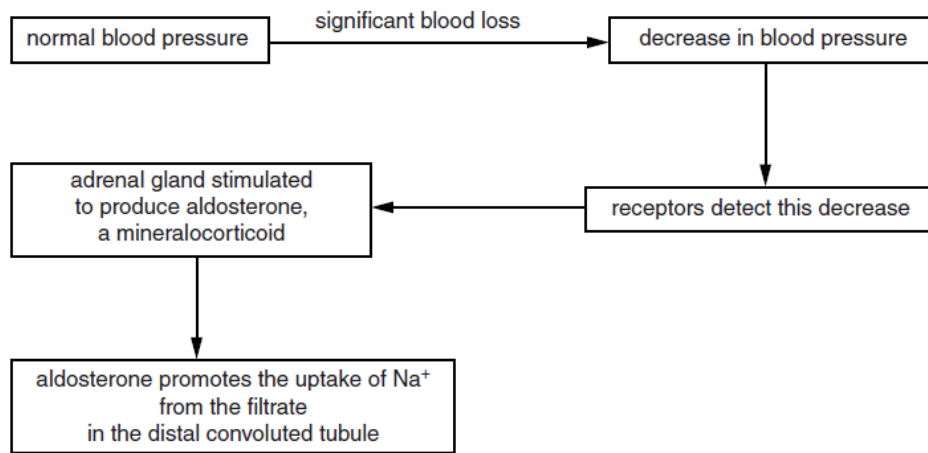 normal blood pressure
significant blood loss
decrease in blood pressure
receptors detect this decrease
adrenal gland stimulated
to produce aldosterone,
a mineralocorticoid
aldosterone promotes the uptake of Na⁺
from the filtrate
in the distal convoluted tubule